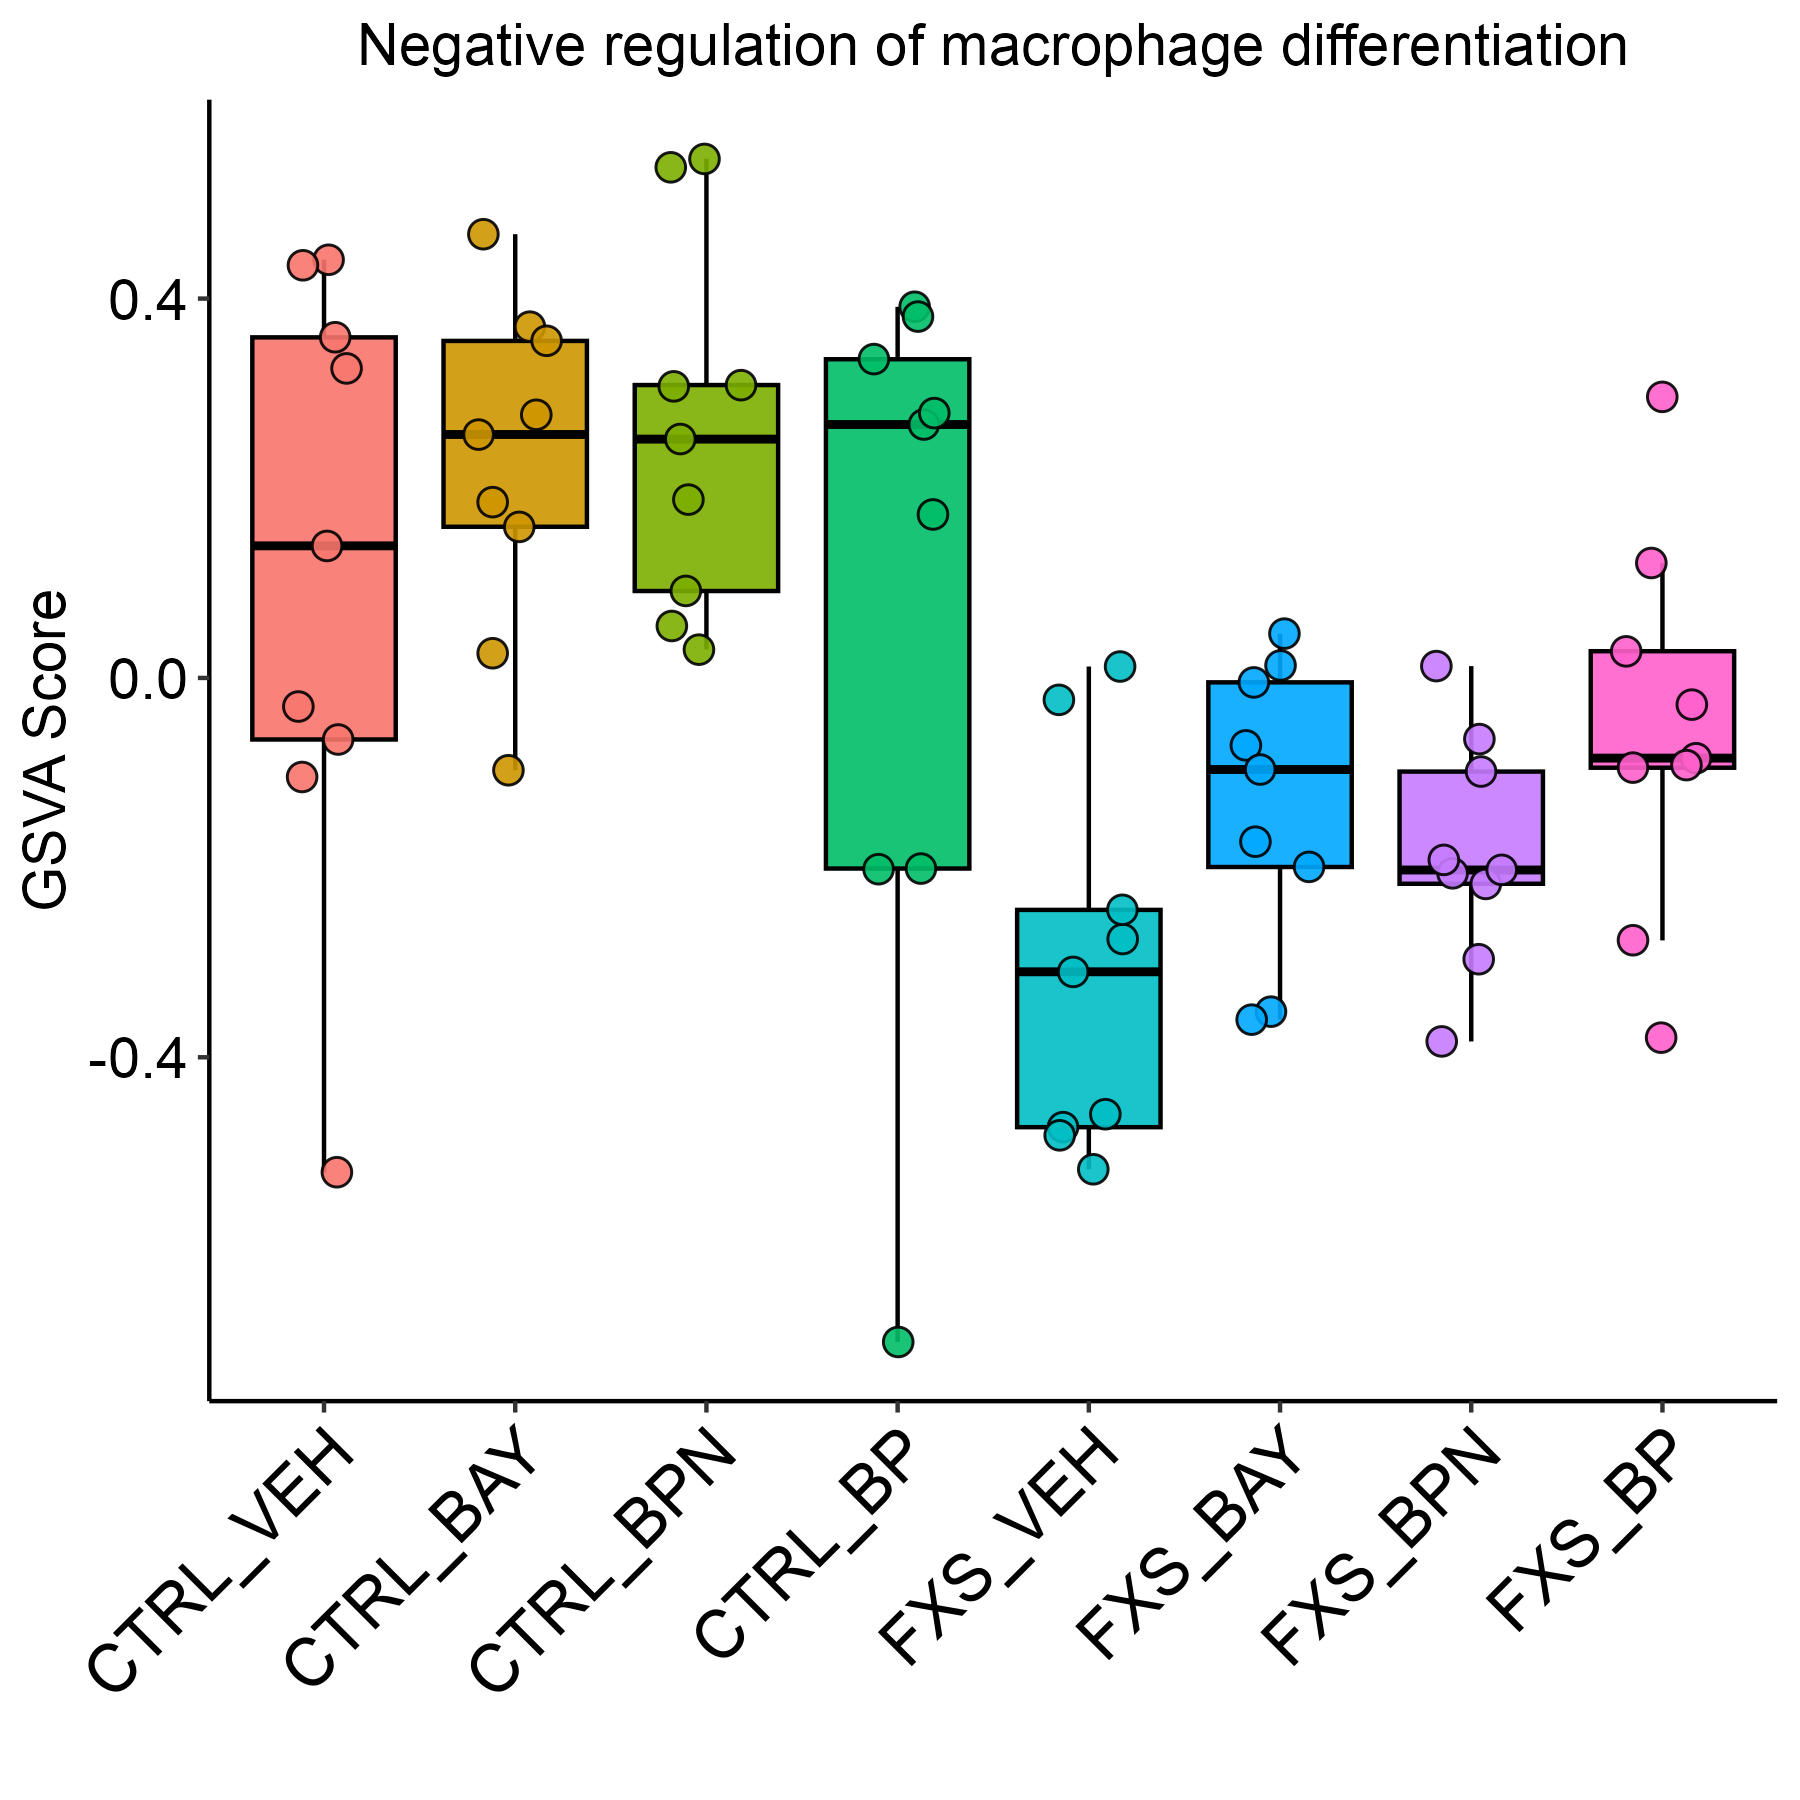 Negative regulation of macrophage differentiation
GSVA Score
0.4
0.0
-0.4
CTRL_VEH
CTRL_BAY
CTRL_BPN
CTRL_BP
FXS_VEH
FXS_BAY
FXS_BPN
FXS_BP